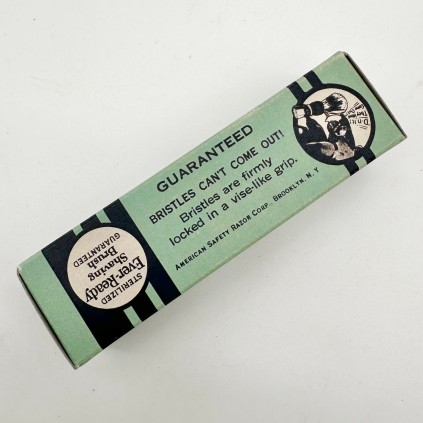 GUARANTEED
BRISTLES CAN'T COME OUT!
Bristles are firmly
locked in a vise-like grip.
AMERICAN SAFETY RAZOR CORP., BROOKLYN, N. Y
STERILIZED
Ever-Ready
Shaving
Brush
GUARANTEED